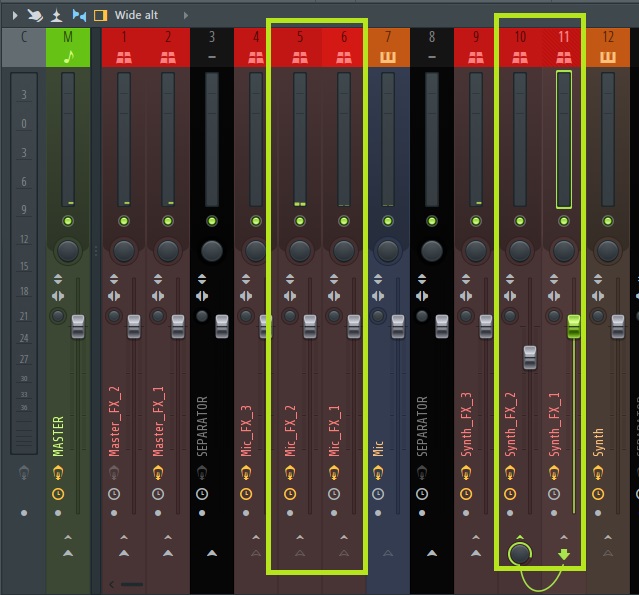 Wide alt
C M 1 2 3 4 5 6 7 8 9 10 11 12
3
0
3
6
9
12
15
18
21
24
27
30
33
36
MASTER
Master_FX_2
Master_FX_1
SEPARATOR
Mic_FX_3
Mic_FX_2
Mic_FX_1
Mic
SEPARATOR
Synth_FX_3
Synth_FX_2
Synth_FX_1
Synth